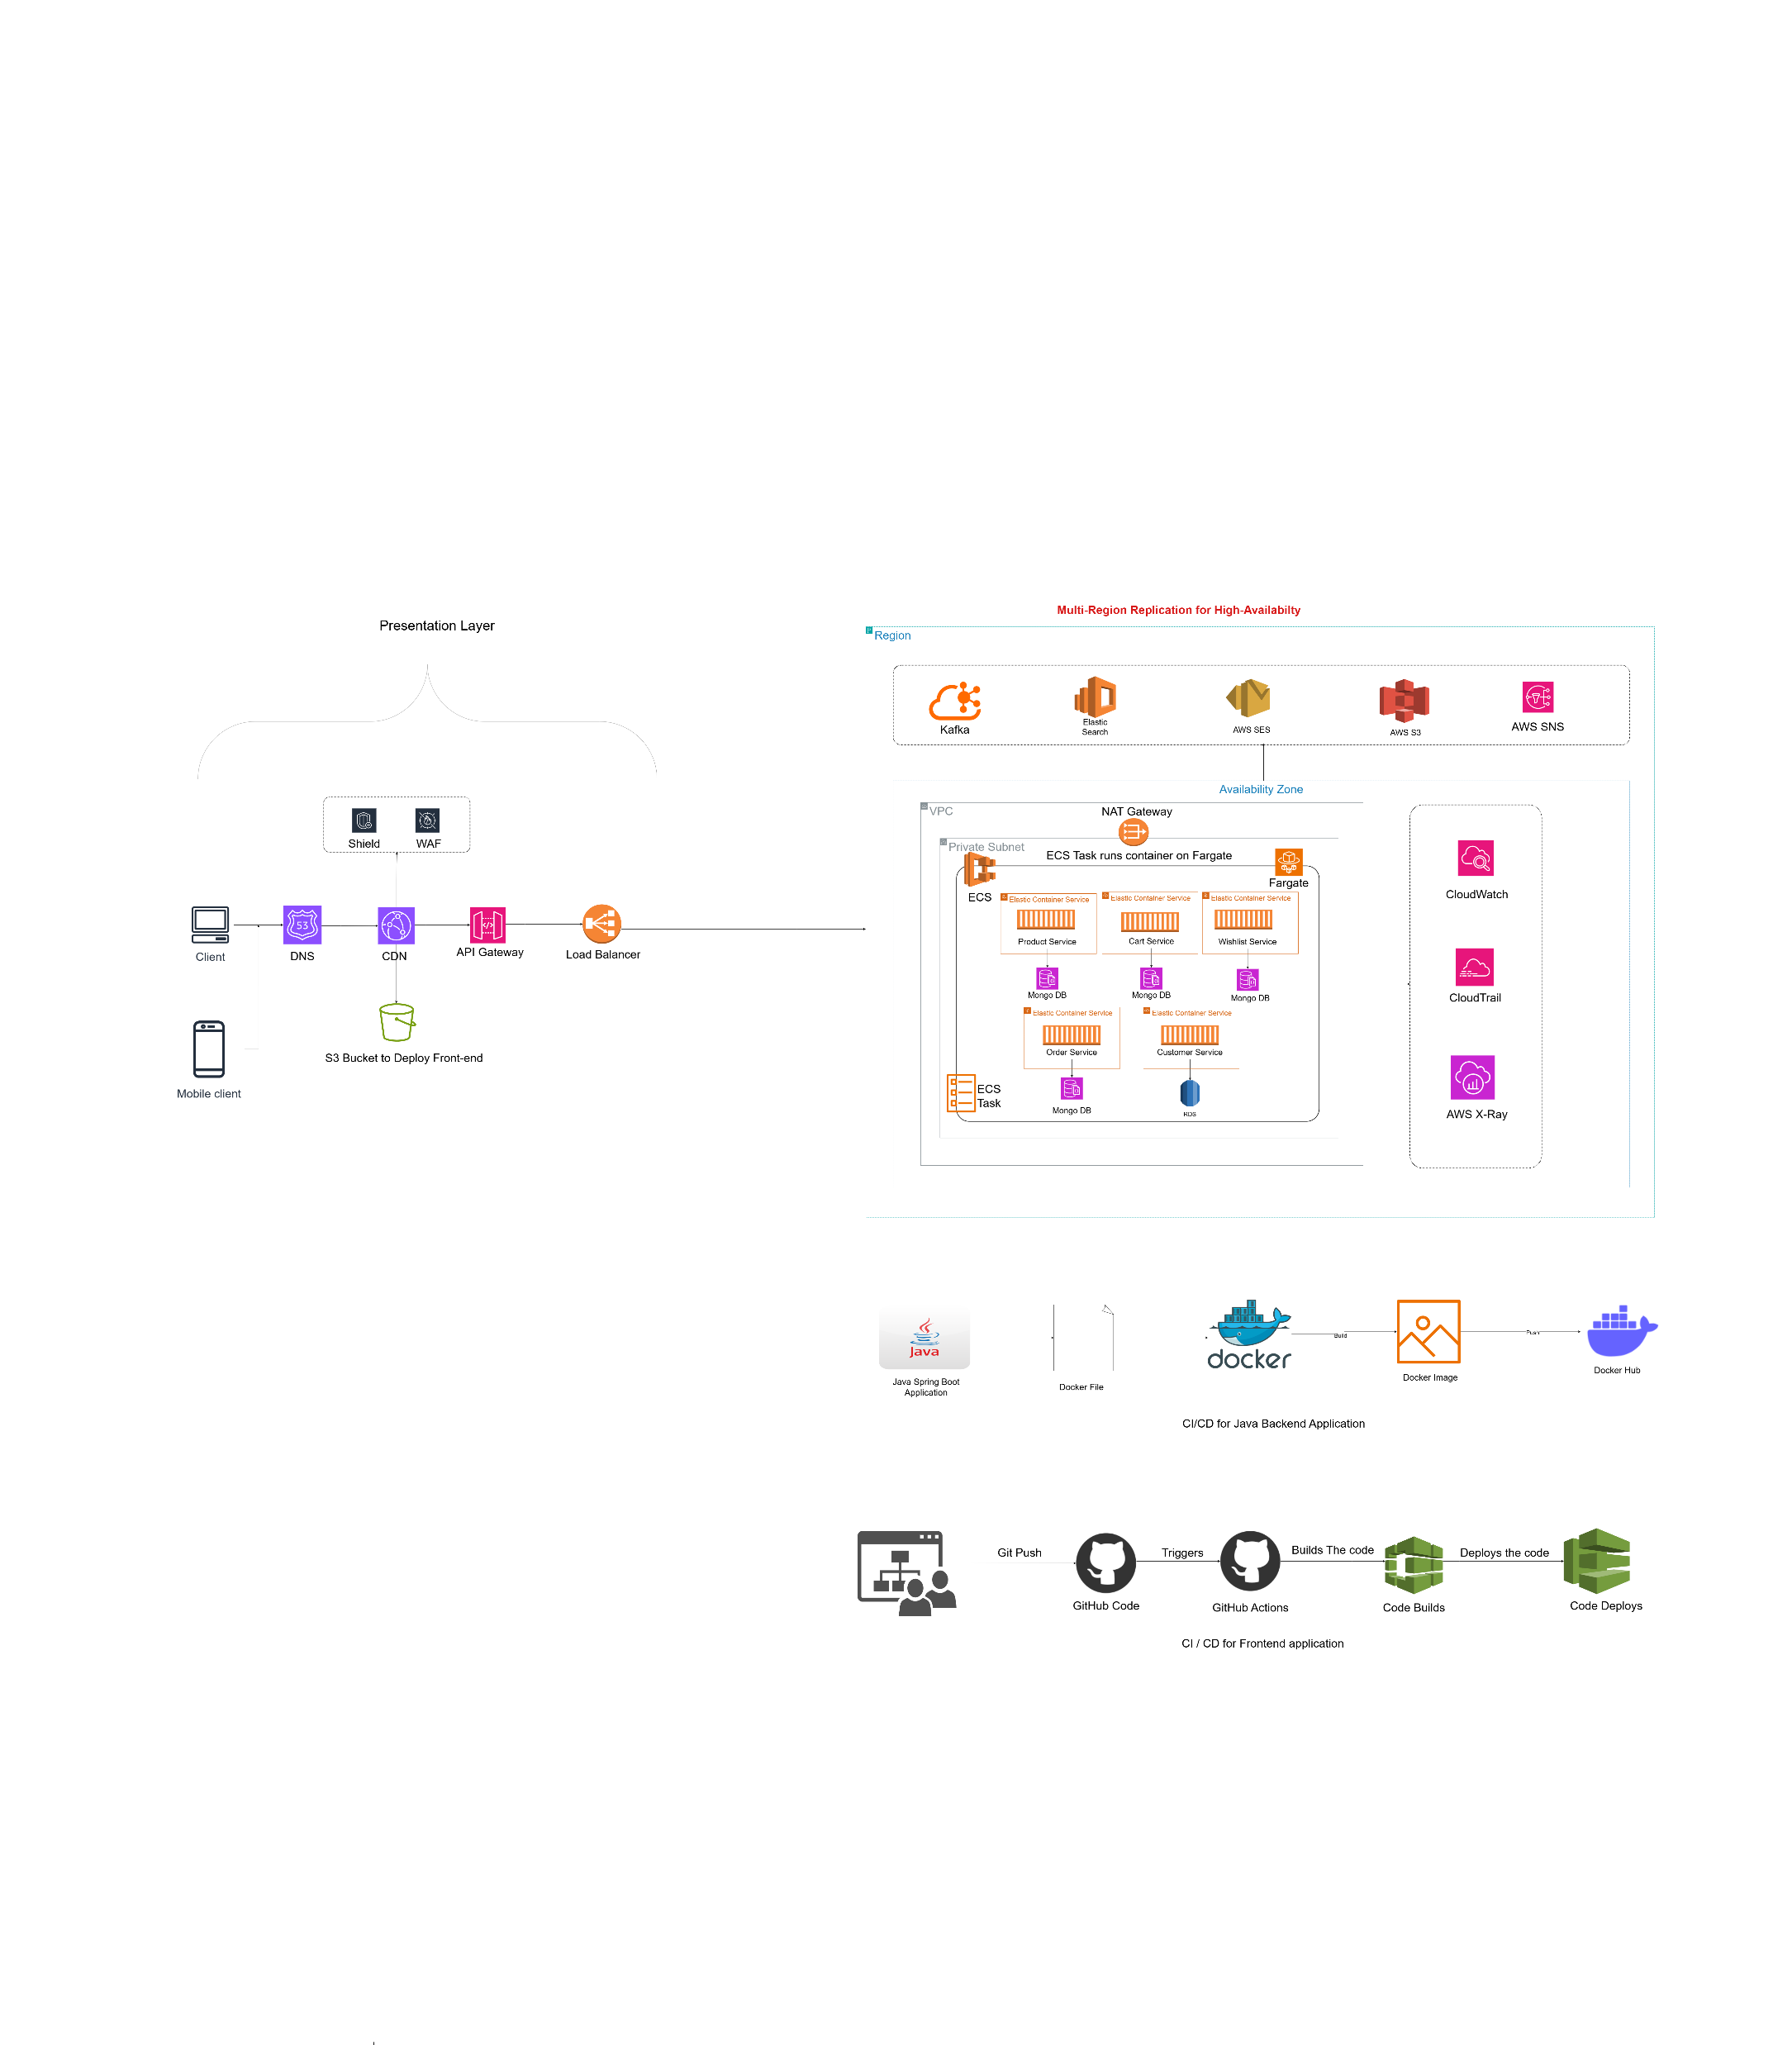 Multi-Region Replication for High-Availabilty
Presentation Layer
Region
Kafka
Elastic
Search
AWS SES
AWS S3
AWS SNS
Availability Zone
VPC
NAT Gateway
Private Subnet
ECS Task runs container on Fargate
Shield
WAF
ECS
Fargate
Elastic Container Service
Elastic Container Service
Elastic Container Service
Product Service
Cart Service
Wishlist Service
Mongo DB
Mongo DB
Mongo DB
Elastic Container Service
Elastic Container Service
Order Service
Customer Service
ECS
Task
Mongo DB
RDS
CloudWatch
CloudTrail
AWS X-Ray
53
Client
DNS
CDN
API Gateway
Load Balancer
S3 Bucket to Deploy Front-end
Mobile client
Java
Java Spring Boot
Application
Docker File
docker
Build
Docker Image
Push
Docker Hub
CI/CD for Java Backend Application
Git Push
Triggers
Builds The code
Deploys the code
GitHub Code
GitHub Actions
Code Builds
Code Deploys
CI / CD for Frontend application